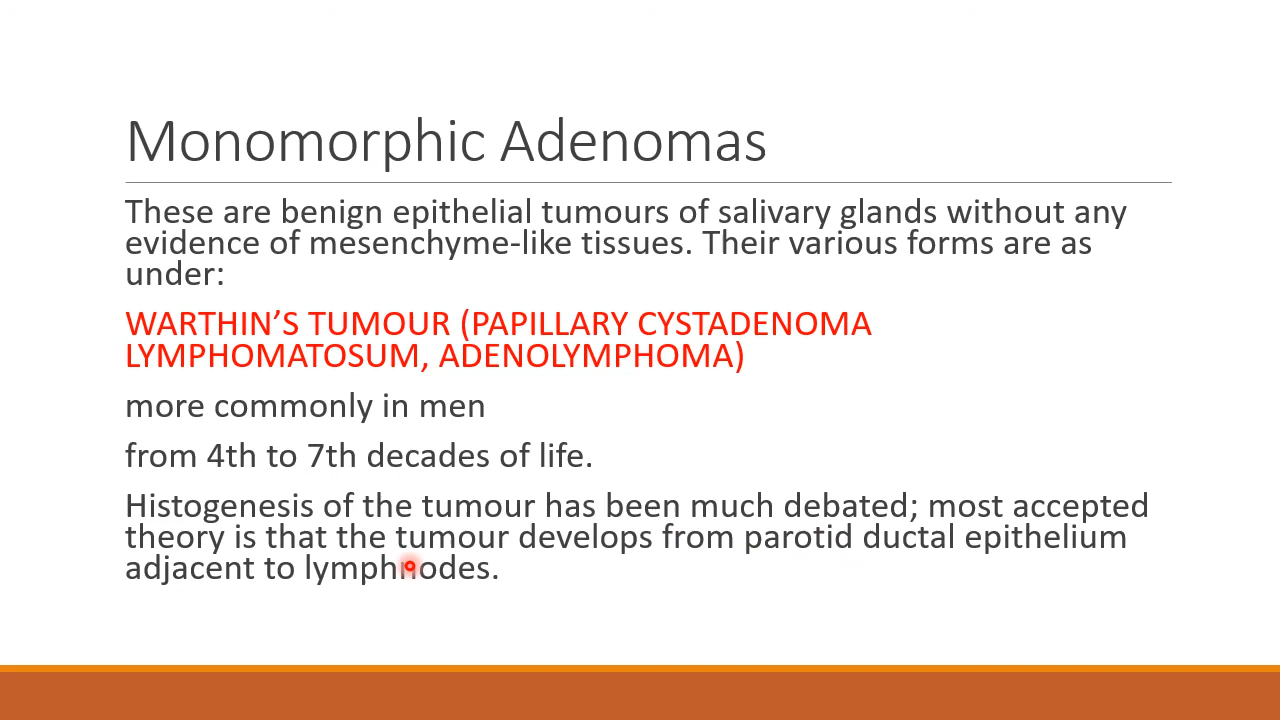 Monomorphic Adenomas
These are benign epithelial tumours of salivary glands without any
evidence of mesenchyme-like tissues. Their various forms are as
under:
WARTHIN’S TUMOUR (PAPILLARY CYSTADENOMA
LYMPHOMATOSUM, ADENOLYMPHOMA)
more commonly in men
from 4th to 7th decades of life.
Histogenesis of the tumour has been much debated; most accepted
theory is that the tumour develops from parotid ductal epithelium
adjacent to lymphnodes.